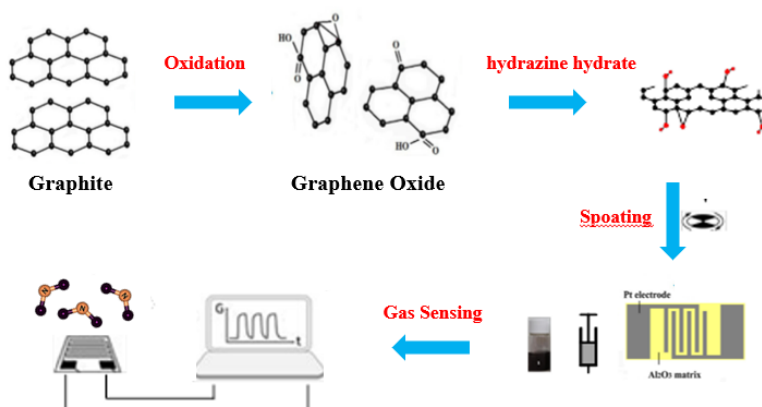 Oxidation
hydrazine hydrate
O
HO
O
O
HO
O
Graphite
Graphene Oxide
Spoating
Pt electrode
Al2O3 matrix
Gas Sensing
N
N
N
G
t